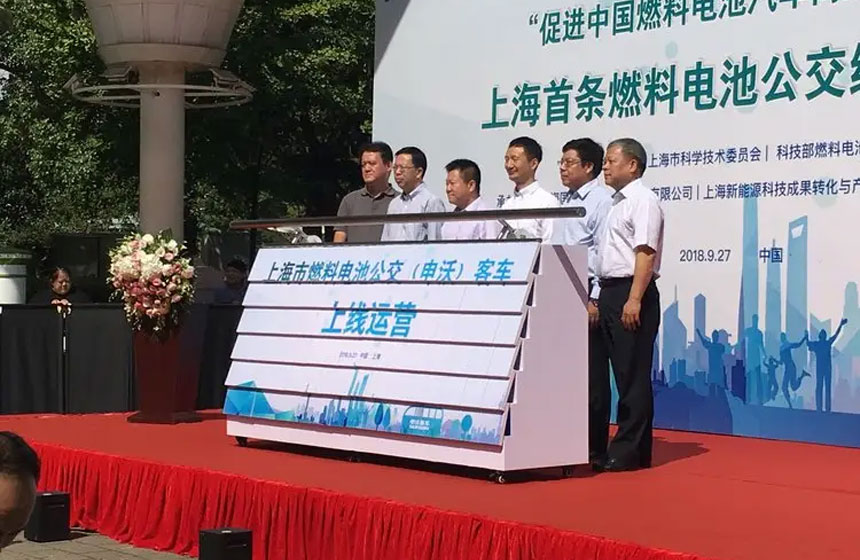 “促进中国燃料电池汽车
上海首条燃料电池公交
上海市科学技术委员会 | 科技部燃料电池
有限公司 | 上海新能源科技成果转化与产
2018.9.27 中国
上海市燃料电池公交（申沃）客车
上线运营